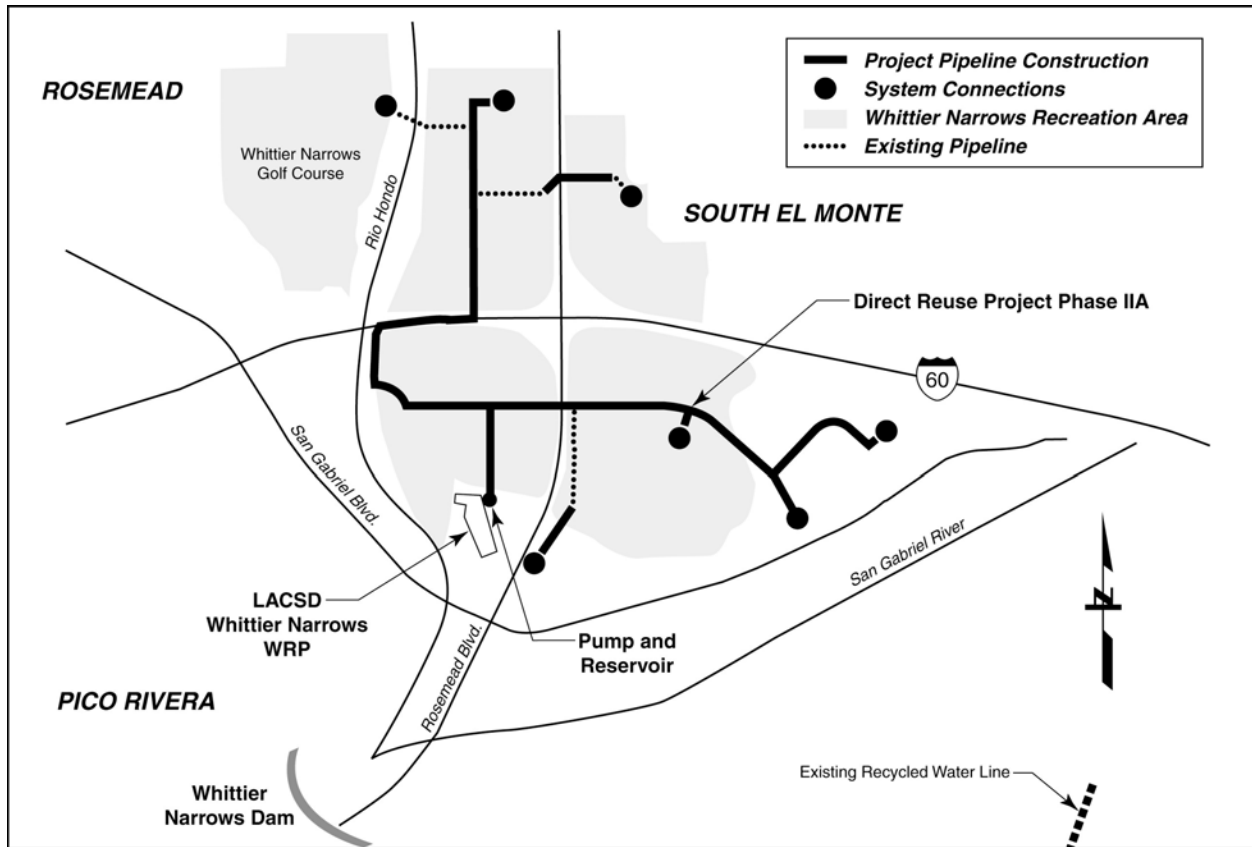 ROSEMEAD
Project Pipeline Construction
System Connections
Whittier Narrows Recreation Area
Existing Pipeline
Whittier Narrows
Golf Course
Rio Hondo
SOUTH EL MONTE
Direct Reuse Project Phase IIA
60
San Gabriel Blvd.
San Gabriel River
LACSD
Whittier Narrows
WRP
Pump and
Reservoir
Rosemead Blvd.
PICO RIVERA
Whittier
Narrows Dam
Existing Recycled Water Line
N